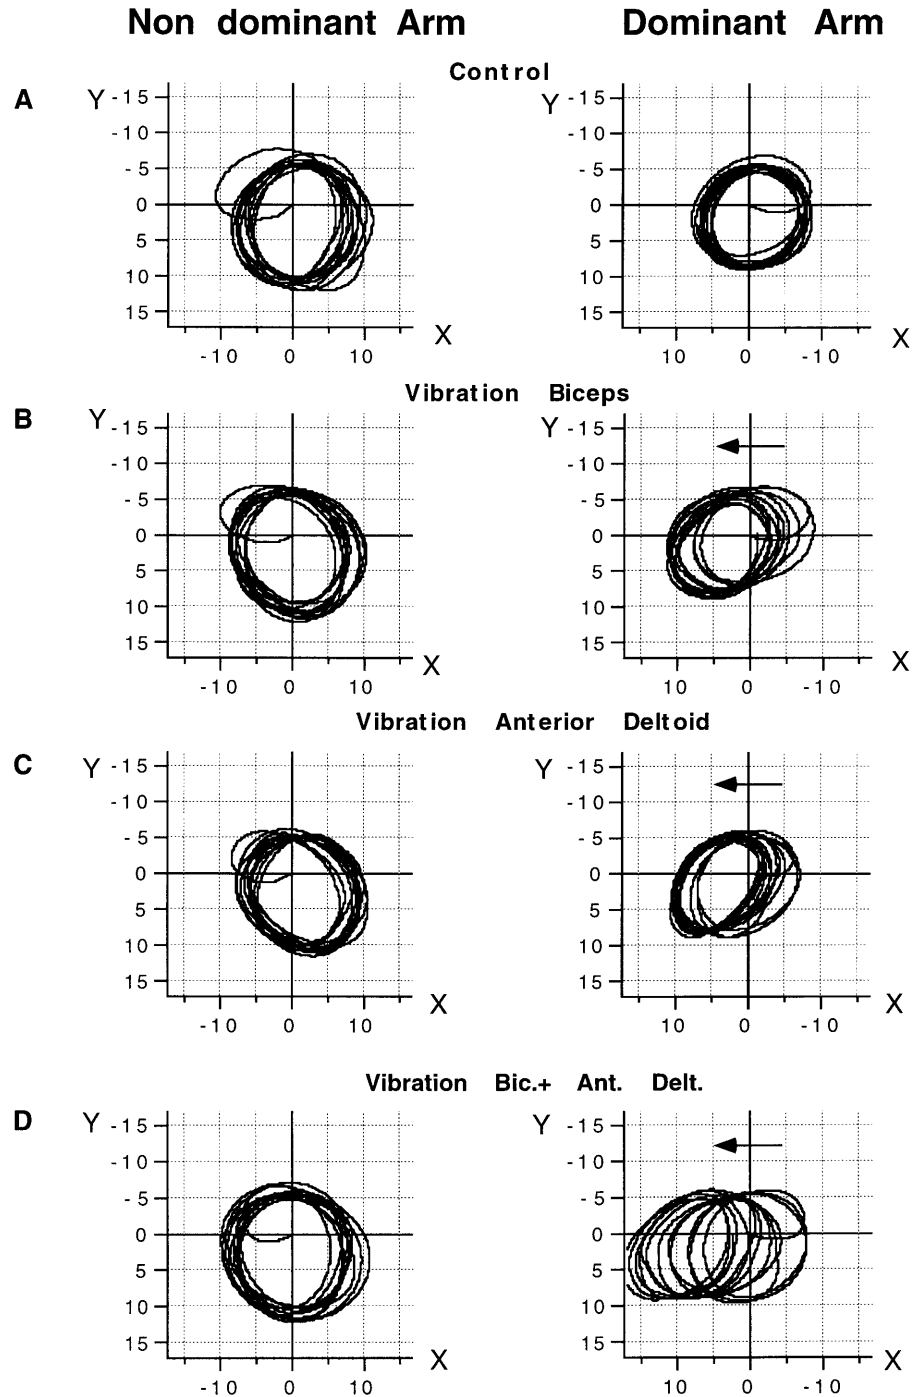 Non dominant Arm Dominant Arm
Control
A Y -15 Y -15
-10 -10
-5 -5
0 0
5 5
10 10
15 15
X X
-10 0 10 10 0 -10
Vibration Biceps
B Y -15 Y -15
-10 -10
-5 -5
0 0
5 5
10 10
15 15
X X
-10 0 10 10 0 -10
Vibration Anterior Deltoid
C Y -15 Y -15
-10 -10
-5 -5
0 0
5 5
10 10
15 15
X X
-10 0 10 10 0 -10
Vibration Bic.+ Ant. Delt.
D Y -15 Y -15
-10 -10
-5 -5
0 0
5 5
10 10
15 15
X X
-10 0 10 10 0 -10